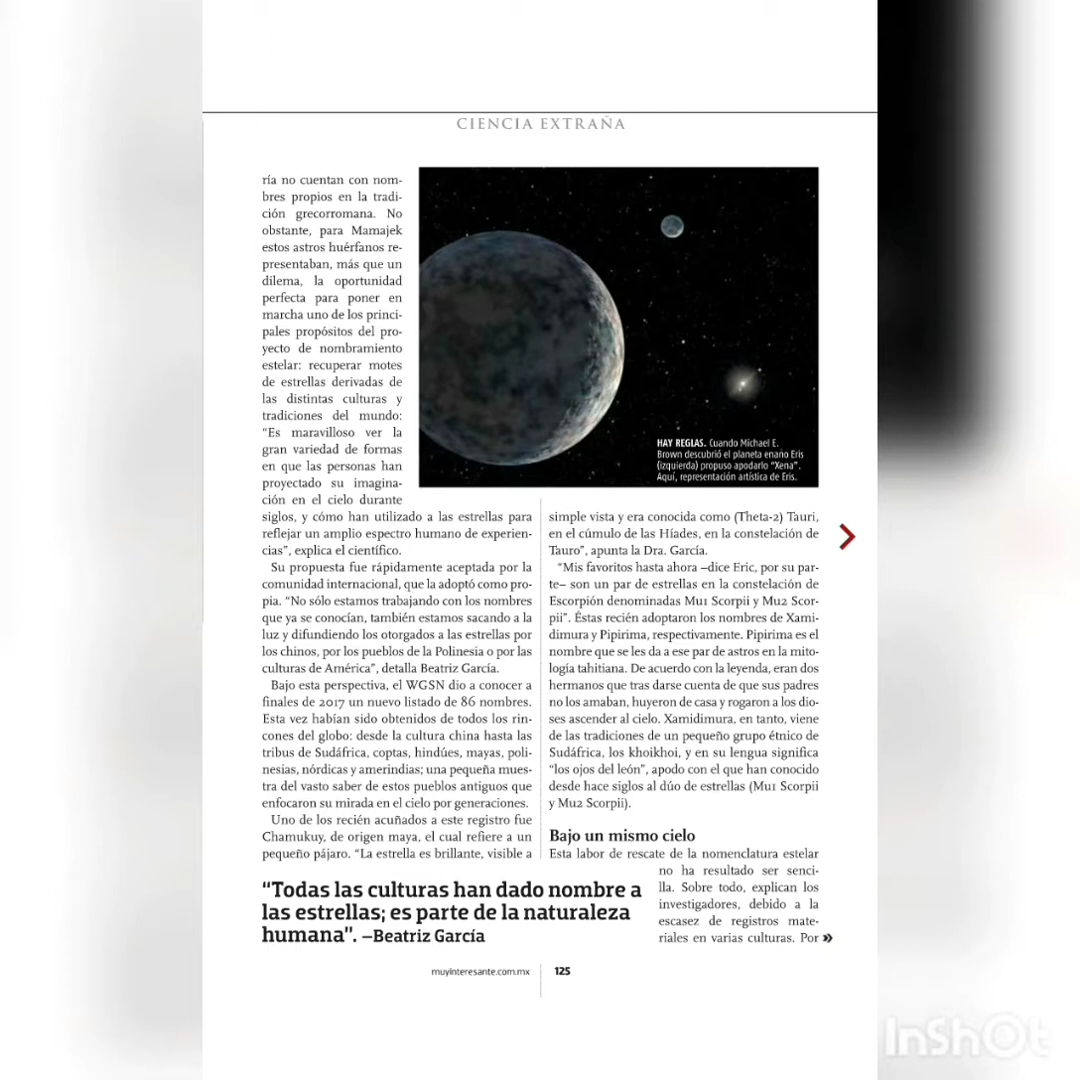 CIENCIA EXTRAÑA
ría no cuentan con nom-
bres propios en la tradi-
ción grecorromana. No
obstante, para Mamajek
estos astros huérfanos re-
presentaban, más que un
dilema, la oportunidad
perfecta para poner en
marcha uno de los princi-
pales propósitos del pro-
yecto de nombramiento
estelar: recuperar motes
de estrellas derivadas de
las distintas culturas y
tradiciones del mundo:
“Es maravilloso ver la
gran variedad de formas
en que las personas han
proyectado su imagina-
ción en el cielo durante
siglos, y cómo han utilizado a las estrellas para
reflejar un amplio espectro humano de experien-
cias”, explica el científico.
Su propuesta fue rápidamente aceptada por la
comunidad internacional, que la adoptó como pro-
pia. “No sólo estamos trabajando con los nombres
que ya se conocían, también estamos sacando a la
luz y difundiendo los otorgados a las estrellas por
los chinos, por los pueblos de la Polinesia o por las
culturas de América”, detalla Beatriz García.
Bajo esta perspectiva, el WGSN dio a conocer a
finales de 2017 un nuevo listado de 86 nombres.
Esta vez habían sido obtenidos de todos los rin-
cones del globo: desde la cultura china hasta las
tribus de Sudáfrica, coptas, hindúes, mayas, poli-
nesias, nórdicas y amerindias; una pequeña mues-
tra del vasto saber de estos pueblos antiguos que
enfocaron su mirada en el cielo por generaciones.
Uno de los recién acuñados a este registro fue
Chamukuy, de origen maya, el cual refiere a un
pequeño pájaro. “La estrella es brillante, visible a
HAY REGLAS. Cuando Michael E.
Brown descubrió el planeta enano Eris
(izquierda) propuso apodarlo “Xena”.
Aquí, representación artística de Eris.
simple vista y era conocida como (Theta-2) Tauri,
en el cúmulo de las Híades, en la constelación de
Tauro”, apunta la Dra. García.
“Mis favoritos hasta ahora –dice Eric, por su par-
te– son un par de estrellas en la constelación de
Escorpión denominadas Mu1 Scorpii y Mu2 Scor-
pii”. Éstas recién adoptaron los nombres de Xami-
dimura y Pipirima, respectivamente. Pipirima es el
nombre que se les da a ese par de astros en la mito-
logía tahitiana. De acuerdo con la leyenda, eran dos
hermanos que tras darse cuenta de que sus padres
no los amaban, huyeron de casa y rogaron a los dio-
ses ascender al cielo. Xamidimura, en tanto, viene
de las tradiciones de un pequeño grupo étnico de
Sudáfrica, los khoikhoi, y en su lengua significa
“los ojos del león”, apodo con el que han conocido
desde hace siglos al dúo de estrellas (Mu1 Scorpii
y Mu2 Scorpii).
Bajo un mismo cielo
Esta labor de rescate de la nomenclatura estelar
no ha resultado ser senci-
lla. Sobre todo, explican los
investigadores, debido a la
escasez de registros mate-
riales en varias culturas. Por »
“Todas las culturas han dado nombre a
las estrellas; es parte de la naturaleza
humana”. –Beatriz García
muyinteresante.com.mx
125
InShOt